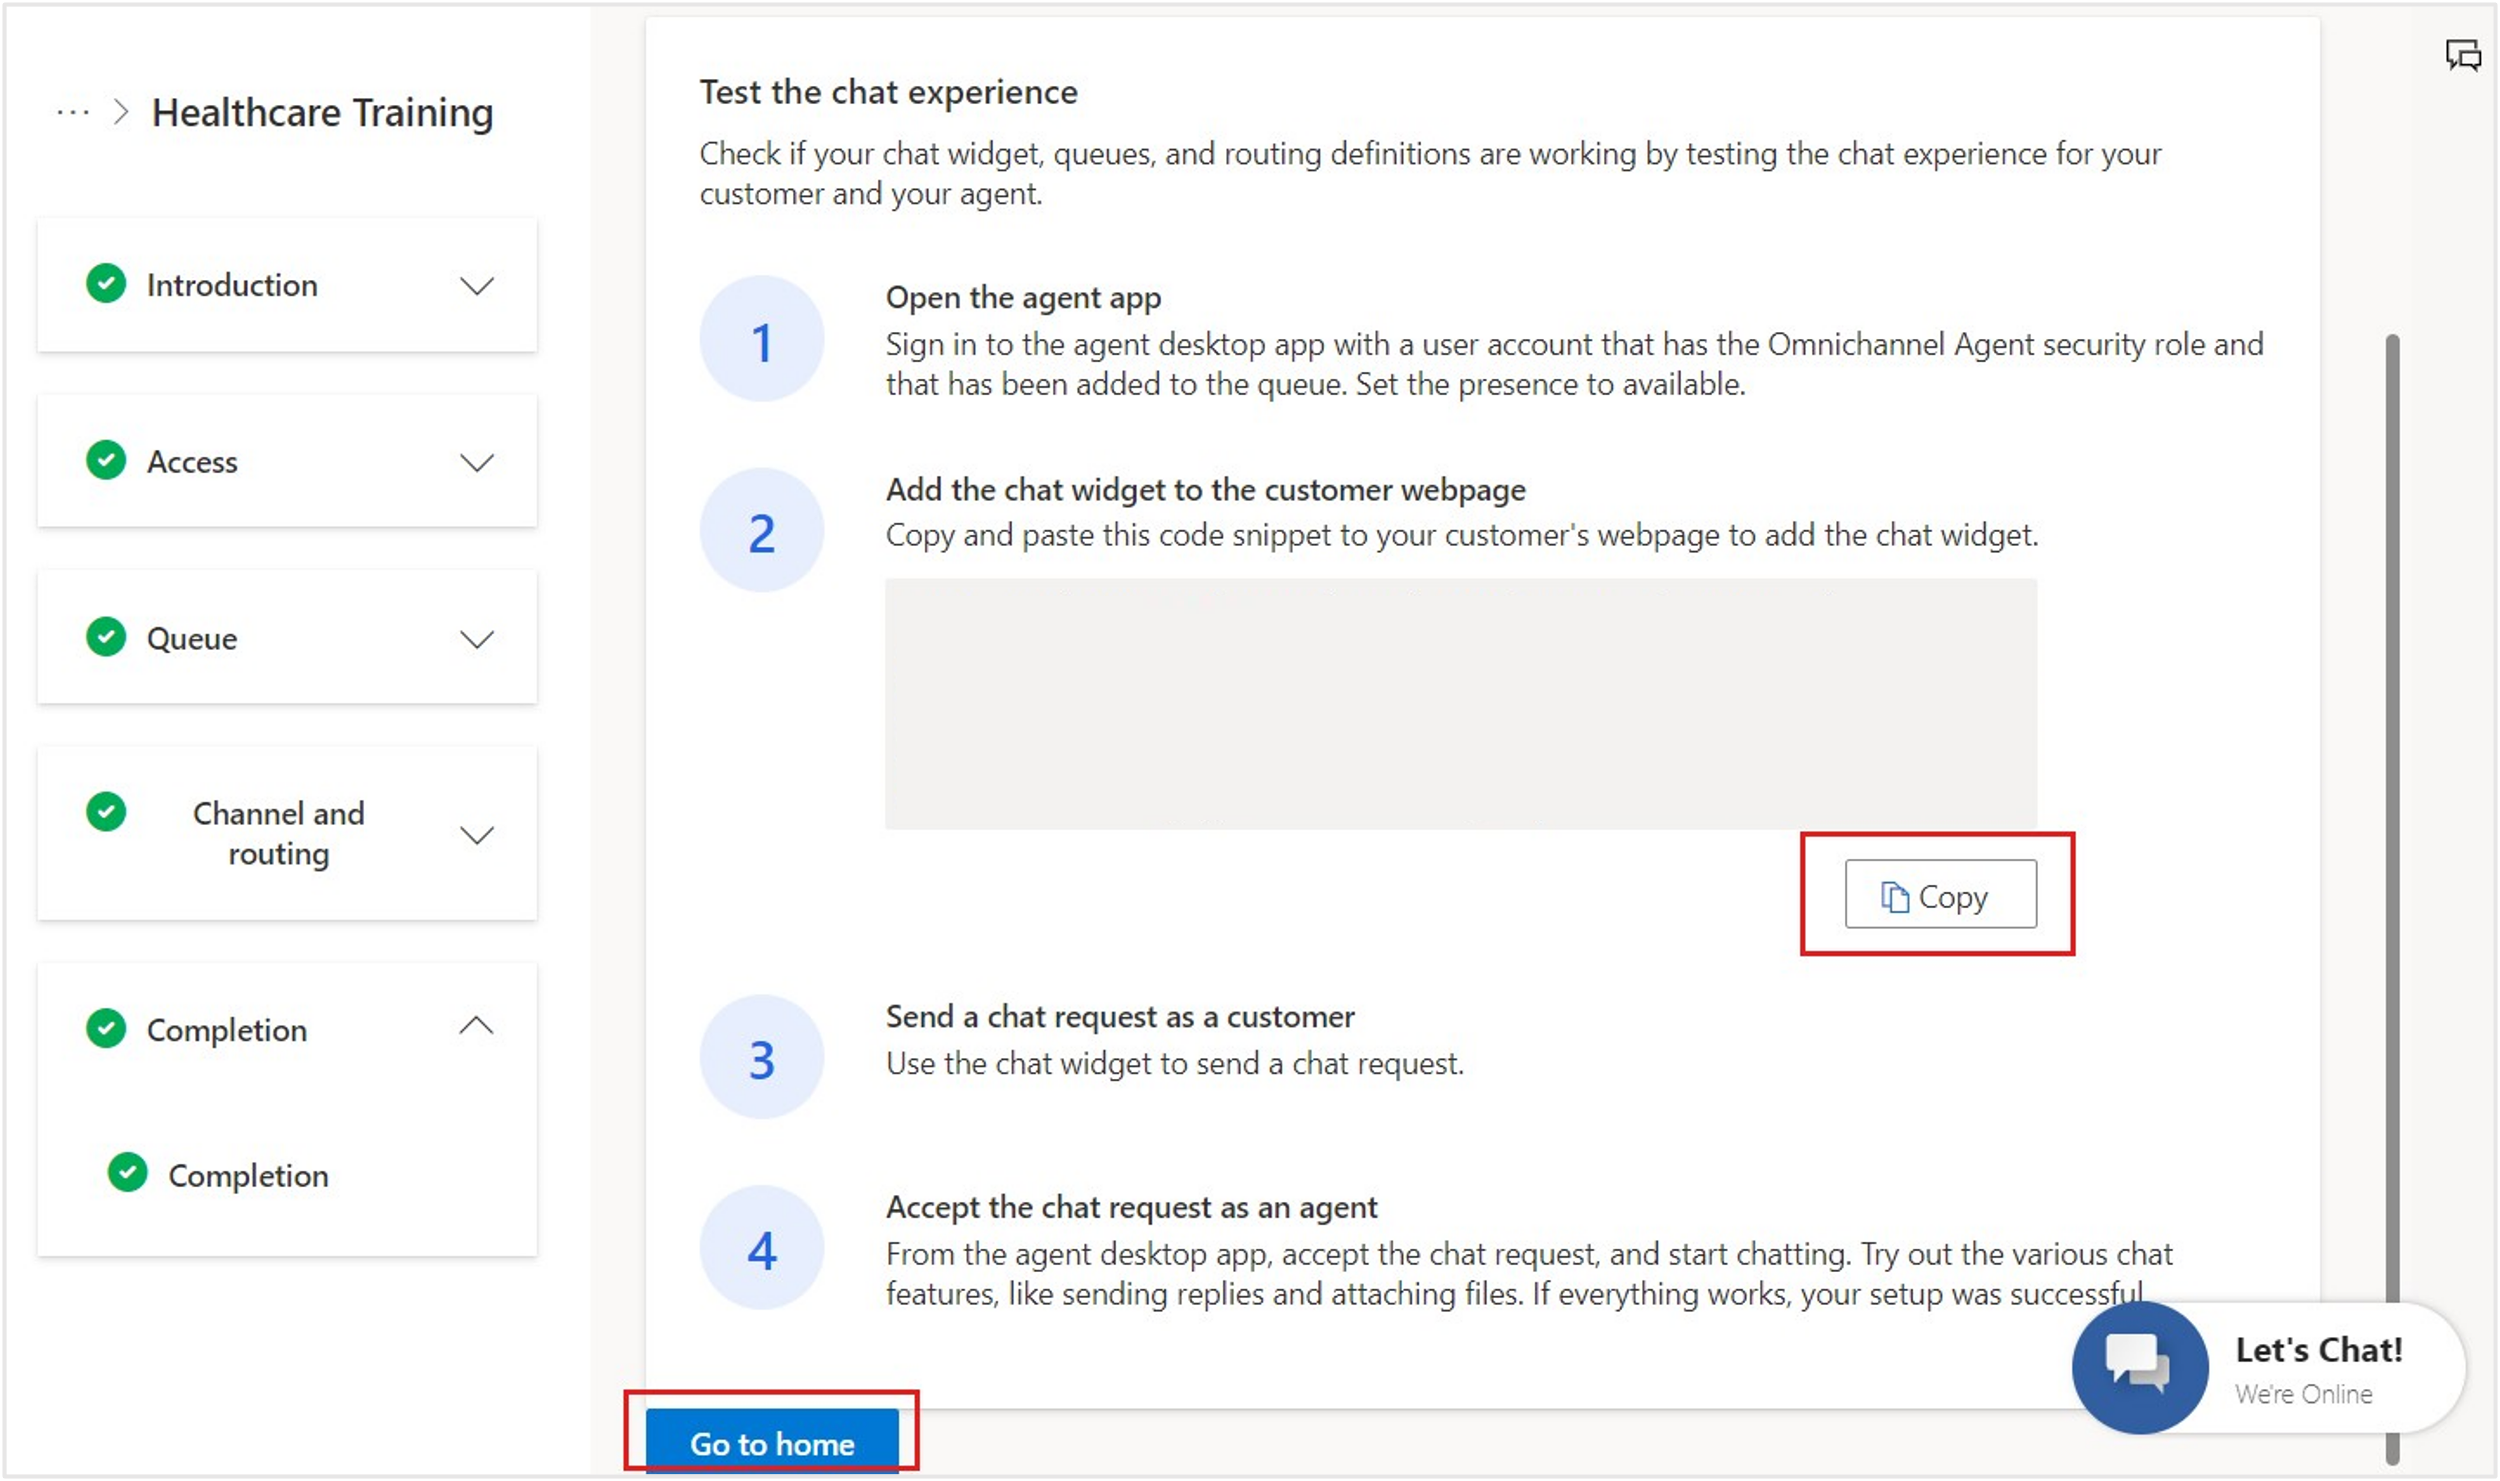 ··· > Healthcare Training
Introduction
Access
Queue
Channel and
routing
Completion
Completion
Test the chat experience
Check if your chat widget, queues, and routing definitions are working by testing the chat experience for your
customer and your agent.
1
Open the agent app
Sign in to the agent desktop app with a user account that has the Omnichannel Agent security role and
that has been added to the queue. Set the presence to available.
2
Add the chat widget to the customer webpage
Copy and paste this code snippet to your customer's webpage to add the chat widget.
Copy
3
Send a chat request as a customer
Use the chat widget to send a chat request.
4
Accept the chat request as an agent
From the agent desktop app, accept the chat request, and start chatting. Try out the various chat
features, like sending replies and attaching files. If everything works, your setup was successful
Go to home
Let's Chat!
We're Online